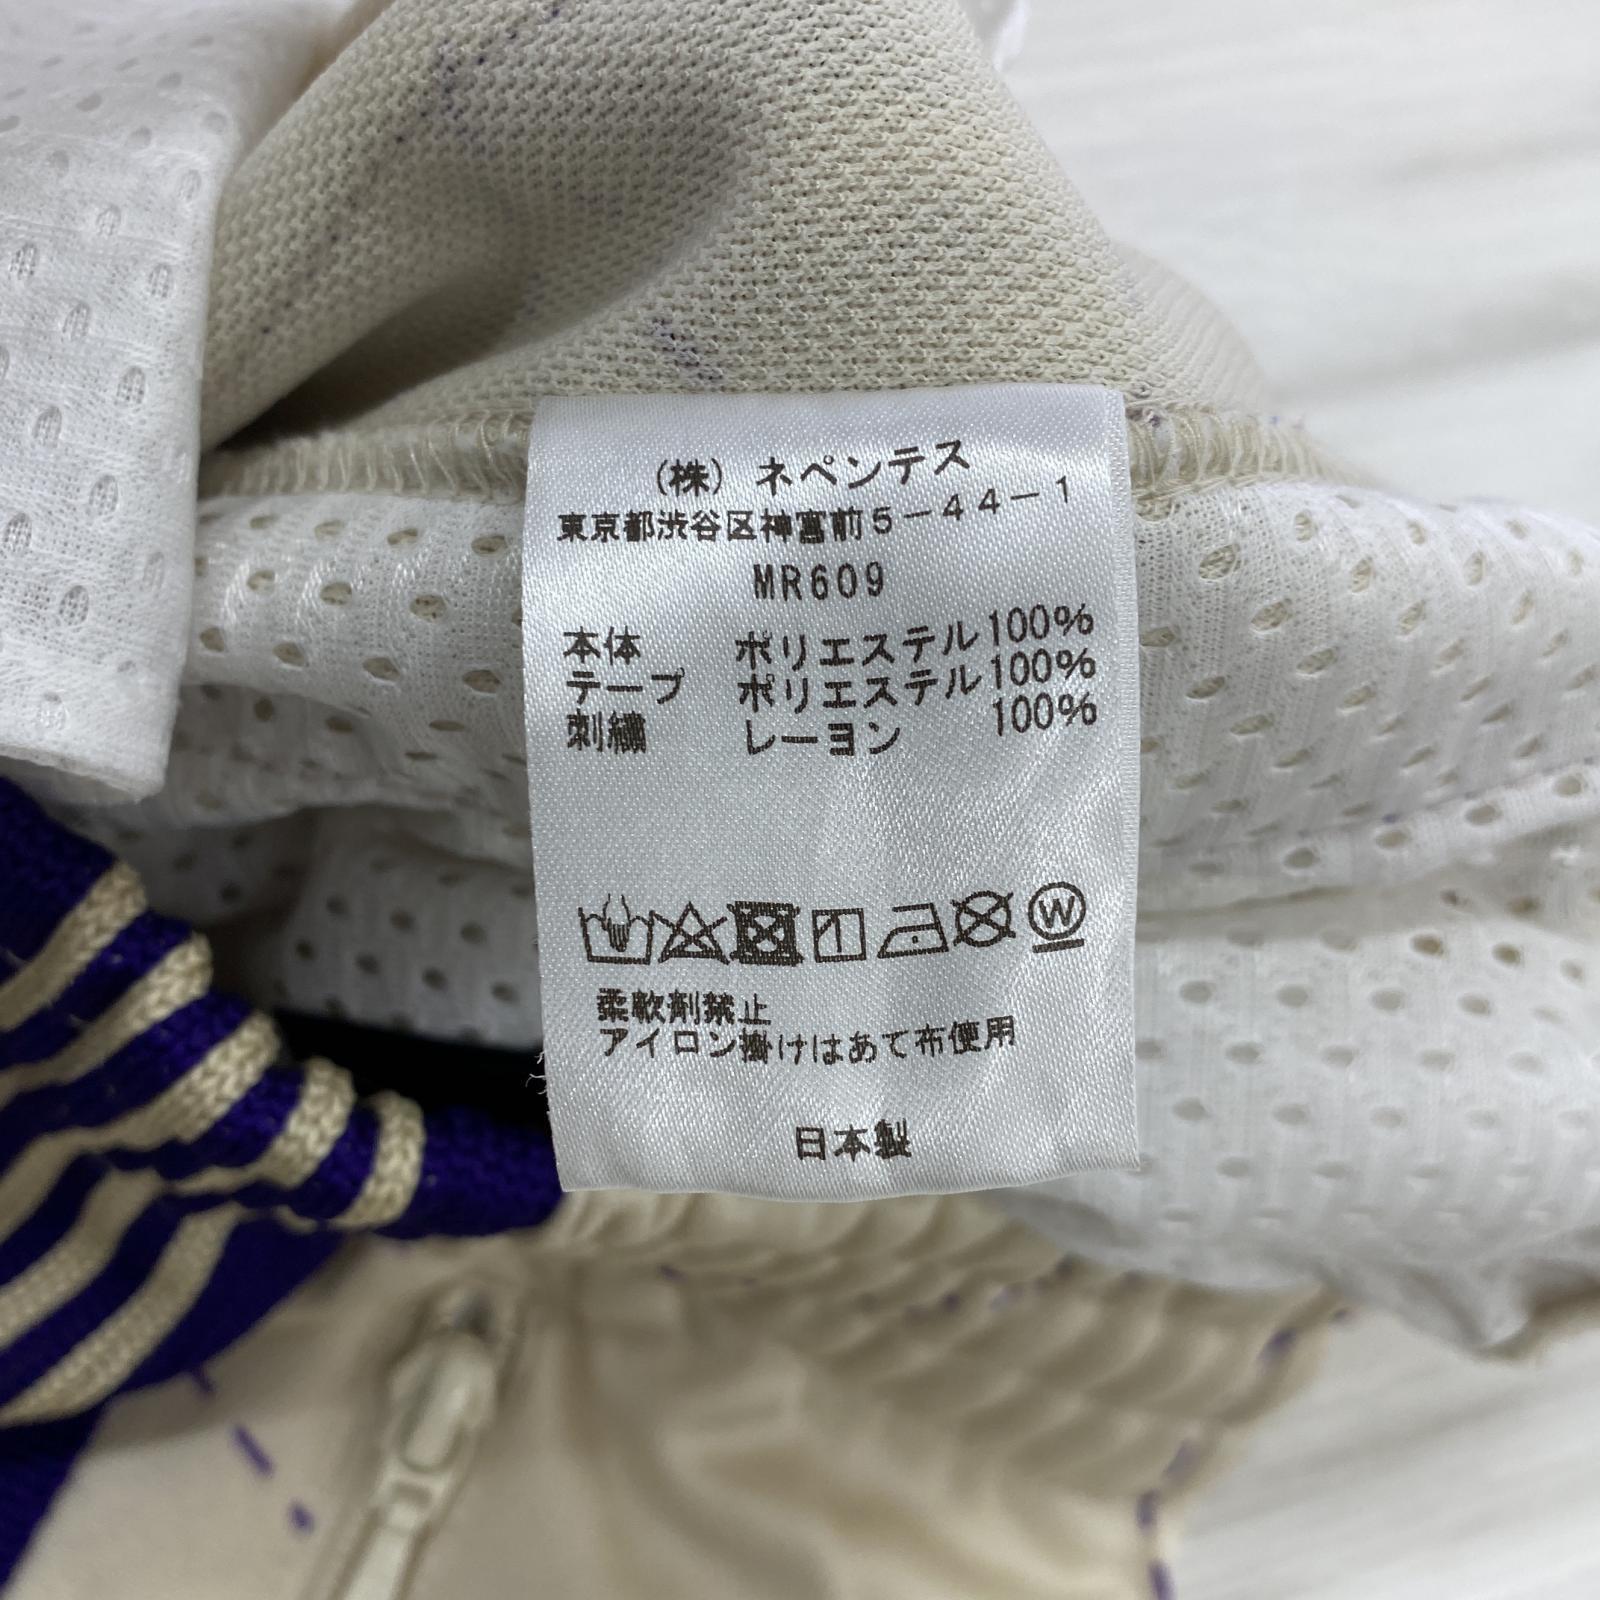 (株)ネペンテス
東京都渋谷区神宮前5-44-1
MR609
本体 ポリエステル100%
テープ ポリエステル100%
刺繍 レーヨン 100%
W
柔軟剤禁止
アイロン掛けはあて布使用
日本製